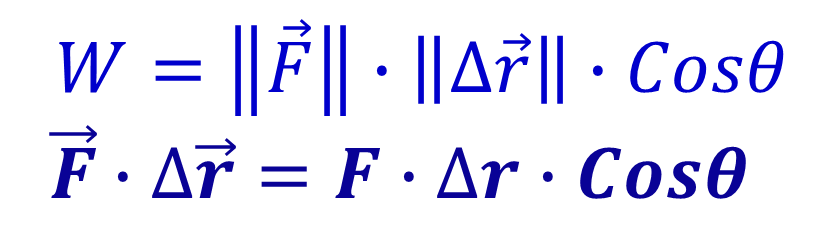 W = ‖F⃗‖ · ‖Δr⃗‖ · Cosθ
F⃗ · Δr⃗ = F · Δr · Cosθ